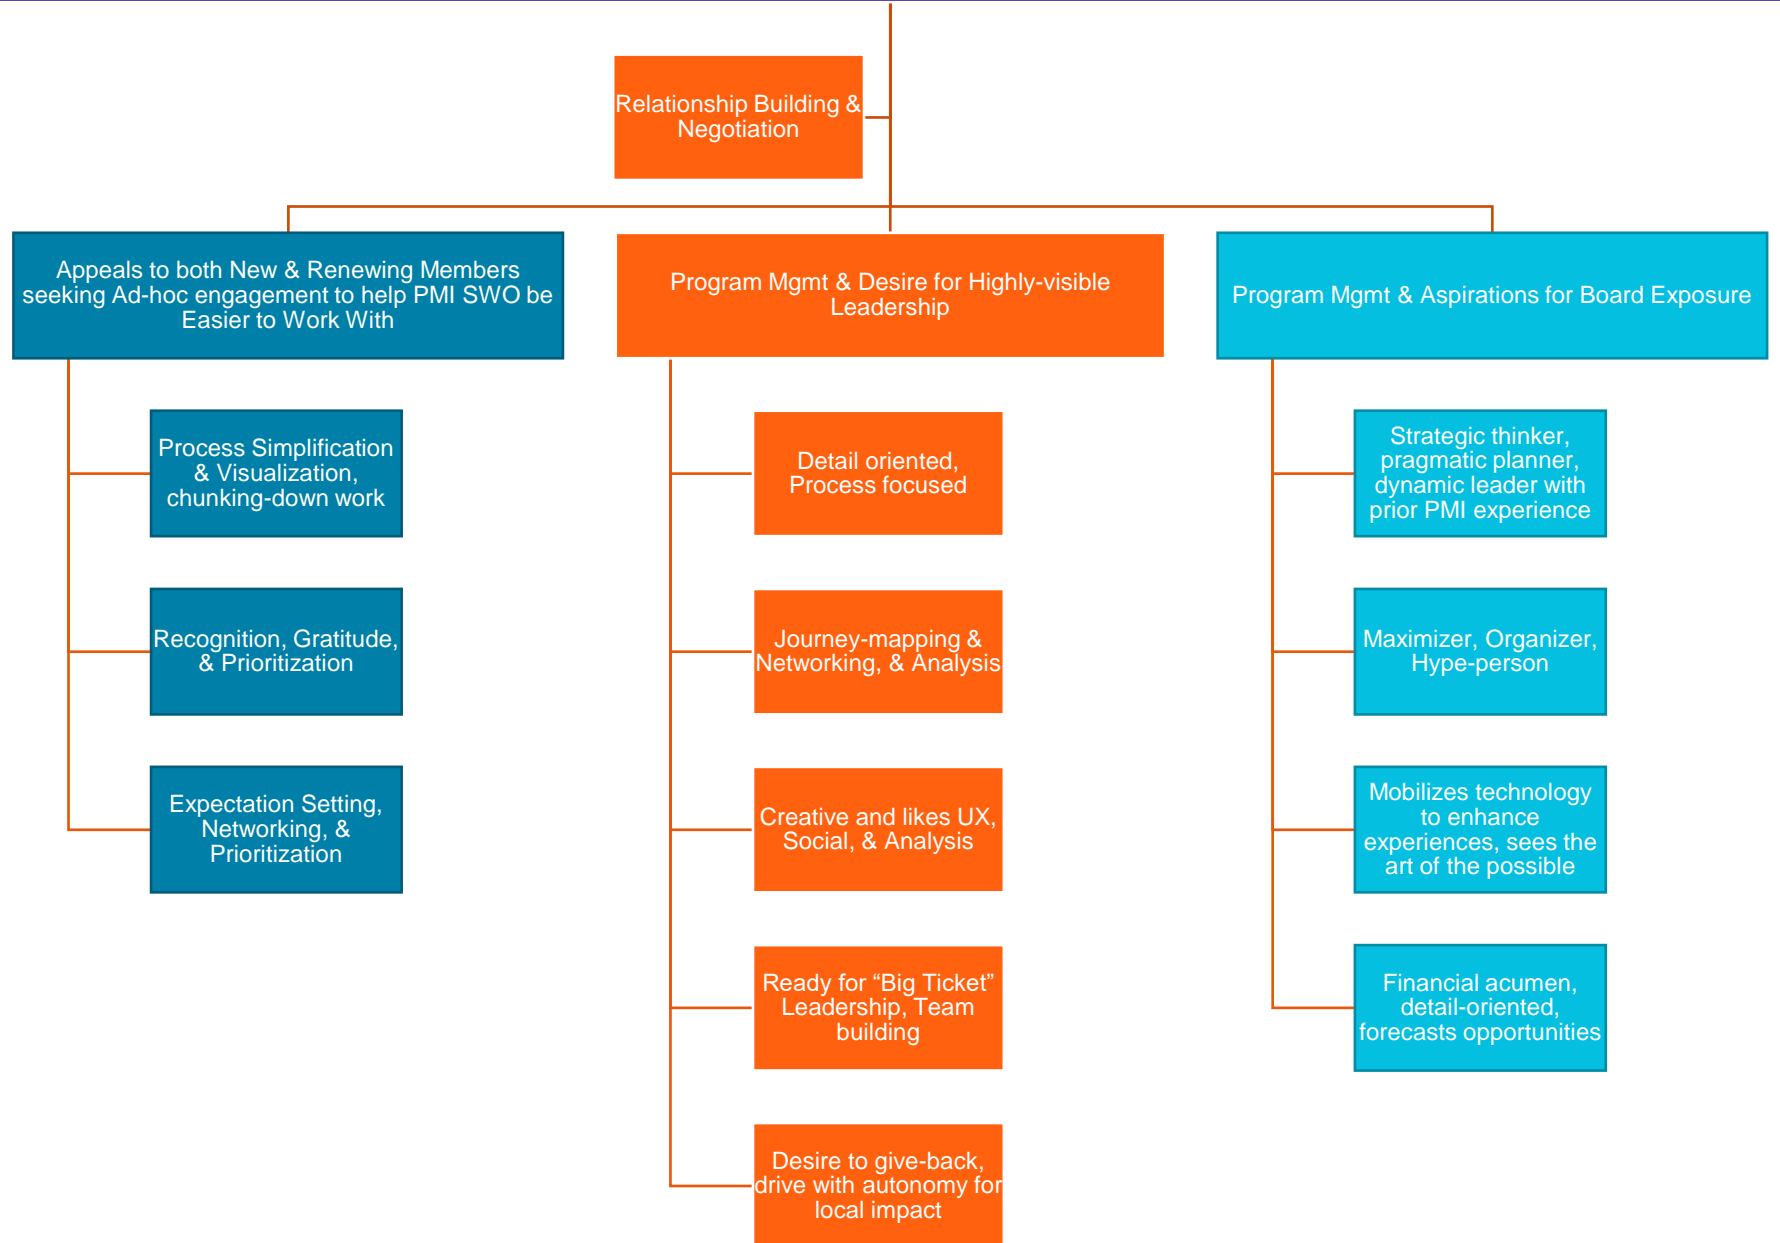 Relationship Building &
Negotiation
Appeals to both New & Renewing Members
seeking Ad-hoc engagement to help PMI SWO be
Easier to Work With
Process Simplification
& Visualization,
chunking-down work
Recognition, Gratitude,
& Prioritization
Expectation Setting,
Networking, &
Prioritization
Program Mgmt & Desire for Highly-visible
Leadership
Detail oriented,
Process focused
Journey-mapping &
Networking, & Analysis
Creative and likes UX,
Social, & Analysis
Ready for “Big Ticket”
Leadership, Team
building
Desire to give-back,
drive with autonomy for
local impact
Program Mgmt & Aspirations for Board Exposure
Strategic thinker,
pragmatic planner,
dynamic leader with
prior PMI experience
Maximizer, Organizer,
Hype-person
Mobilizes technology
to enhance
experiences, sees the
art of the possible
Financial acumen,
detail-oriented,
forecasts opportunities